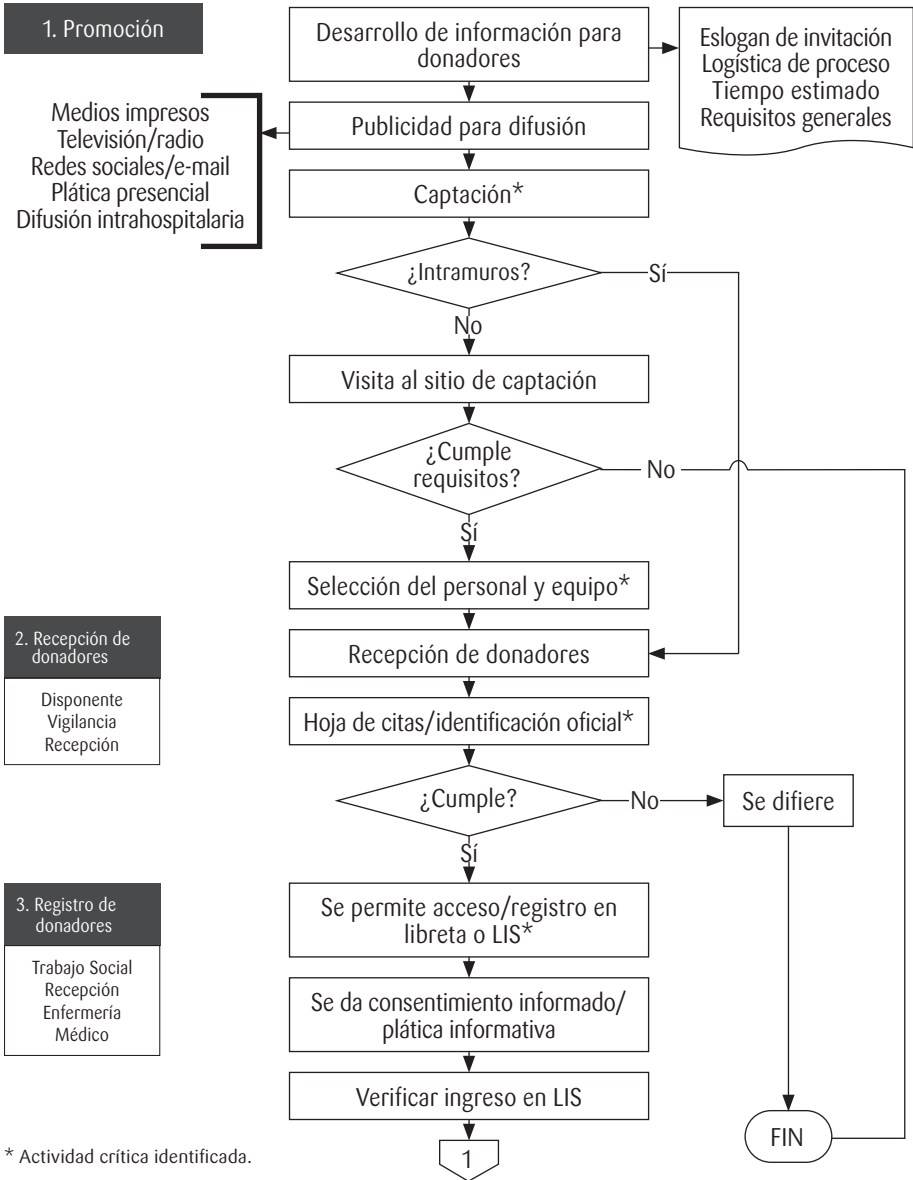 1. Promoción
Desarrollo de información para
donadores
Eslogan de invitación
Logística de proceso
Tiempo estimado
Requisitos generales
Medios impresos
Televisión/radio
Redes sociales/e-mail
Plática presencial
Difusión intrahospitalaria
Publicidad para difusión
Captación*
¿Intramuros?
Sí
No
Visita al sitio de captación
¿Cumple
requisitos?
No
Sí
Selección del personal y equipo*
2. Recepción de
donadores
Disponente
Vigilancia
Recepción
Recepción de donadores
Hoja de citas/identificación oficial*
¿Cumple?
No
Se difiere
Sí
3. Registro de
donadores
Trabajo Social
Recepción
Enfermería
Médico
Se permite acceso/registro en
libreta o LIS*
Se da consentimiento informado/
plática informativa
Verificar ingreso en LIS
1
FIN
* Actividad crítica identificada.